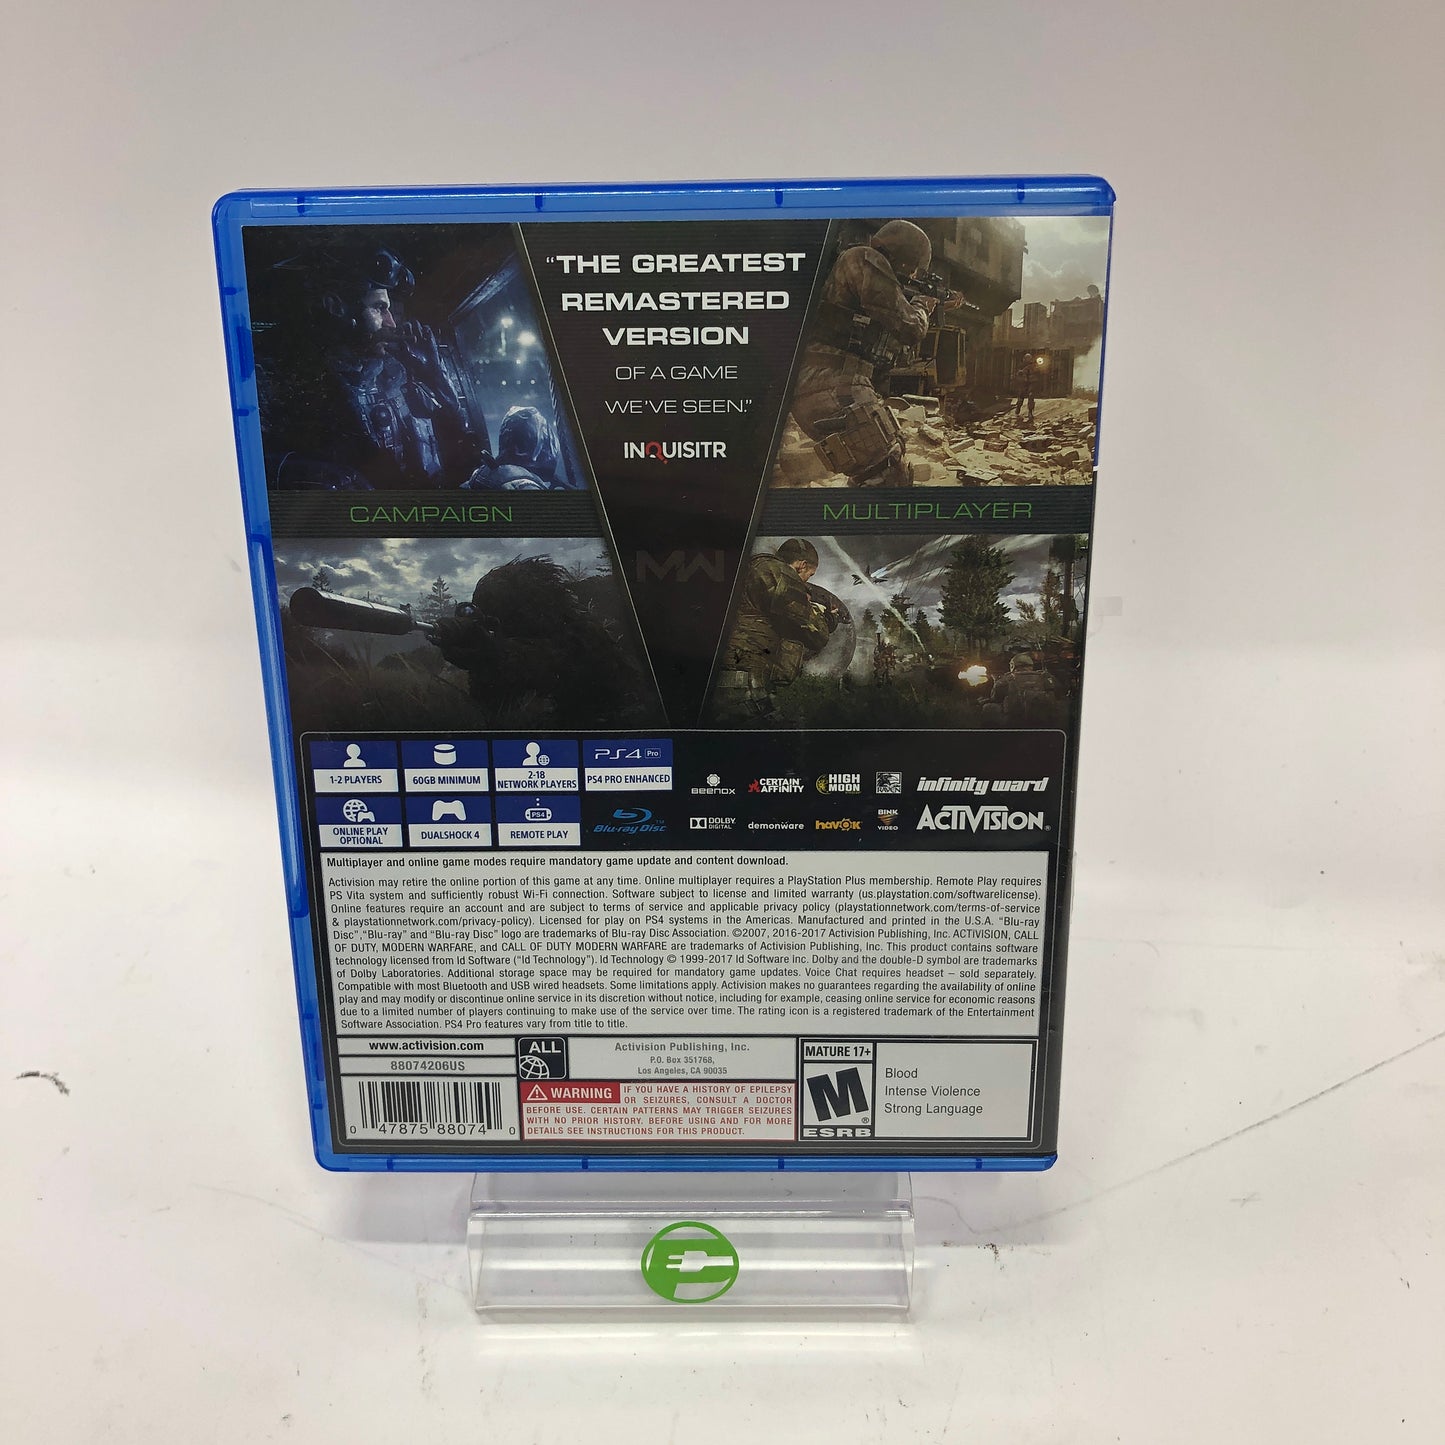 “THE GREATEST
REMASTERED
VERSION
OF A GAME
WE'VE SEEN.”
INQUISITR
CAMPAIGN
MULTIPLAYER
MW
1-2 PLAYERS
60GB MINIMUM
2-18
NETWORK PLAYERS
PS4 Pro
PS4 PRO ENHANCED
ONLINE PLAY
OPTIONAL
DUALSHOCK 4
PS4
REMOTE PLAY
Blu-ray Disc™
BEENOX
CERTAIN
AFFINITY
HIGH
MOON
RAVEN
infinity ward
DOLBY
DIGITAL
demonware
havok
BINK
VIDEO
ACTIVISION®
Multiplayer and online game modes require mandatory game update and content download.
Activision may retire the online portion of this game at any time. Online multiplayer requires a PlayStation Plus membership. Remote Play requires
PS Vita system and sufficiently robust Wi-Fi connection. Software subject to license and limited warranty (us.playstation.com/softwarelicense).
Online features require an account and are subject to terms of service and applicable privacy policy (playstationnetwork.com/terms-of-service
& playstationnetwork.com/privacy-policy). Licensed for play on PS4 systems in the Americas. Manufactured and printed in the U.S.A. “Blu-ray
Disc”,“Blu-ray” and “Blu-ray Disc” logo are trademarks of Blu-ray Disc Association. ©2007, 2016-2017 Activision Publishing, Inc. ACTIVISION, CALL
OF DUTY, MODERN WARFARE, and CALL OF DUTY MODERN WARFARE are trademarks of Activision Publishing, Inc. This product contains software
technology licensed from Id Software (“Id Technology”). Id Technology © 1999-2017 Id Software Inc. Dolby and the double-D symbol are trademarks
of Dolby Laboratories. Additional storage space may be required for mandatory game updates. Voice Chat requires headset – sold separately.
Compatible with most Bluetooth and USB wired headsets. Some limitations apply. Activision makes no guarantees regarding the availability of online
play and may modify or discontinue online service in its discretion without notice, including for example, ceasing online service for economic reasons
due to a limited number of players continuing to make use of the service over time. The rating icon is a registered trademark of the Entertainment
Software Association. PS4 Pro features vary from title to title.
www.activision.com
88074206US
0 47875 88074 0
ALL
Activision Publishing, Inc.
P.O. Box 351768,
Los Angeles, CA 90035
WARNING IF YOU HAVE A HISTORY OF EPILEPSY
OR SEIZURES, CONSULT A DOCTOR
BEFORE USE. CERTAIN PATTERNS MAY TRIGGER SEIZURES
WITH NO PRIOR HISTORY. BEFORE USING AND FOR MORE
DETAILS SEE INSTRUCTIONS FOR THIS PRODUCT.
MATURE 17+
M®
ESRB
Blood
Intense Violence
Strong Language